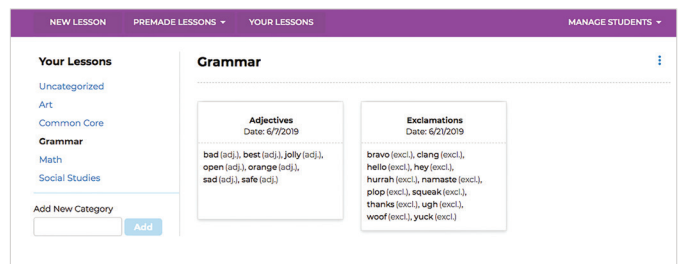 NEW LESSON PREMADE LESSONS YOUR LESSONS MANAGE STUDENTS
Your Lessons
Uncategorized
Art
Common Core
Grammar
Math
Social Studies
Add New Category
Add
Grammar
Adjectives
Date: 6/7/2019
bad (adj.), best (adj.), jolly (adj.),
open (adj.), orange (adj.),
sad (adj.), safe (adj.)
Exclamations
Date: 6/21/2019
bravo (excl.), clang (excl.),
hello (excl.), hey (excl.),
hurrah (excl.), namaste (excl.),
plop (excl.), squeak (excl.),
thanks (excl.), ugh (excl.),
woof (excl.), yuck (excl.)